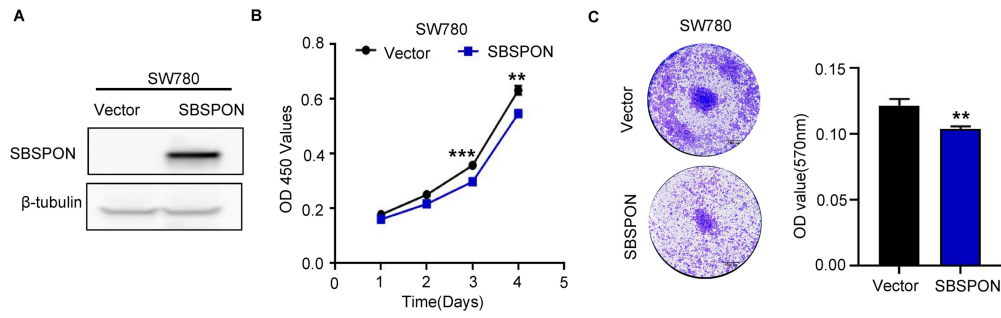 A
SW780
Vector SBSPON
SBSPON
β-tubulin
B
SW780
Vector SBSPON
OD 450 Values
0.8
0.6
0.4
0.2
0.0
**
***
0 1 2 3 4 5
Time(Days)
C
SW780
Vector
SBSPON
OD value(570nm)
0.15
0.10
0.05
0.00
**
Vector SBSPON